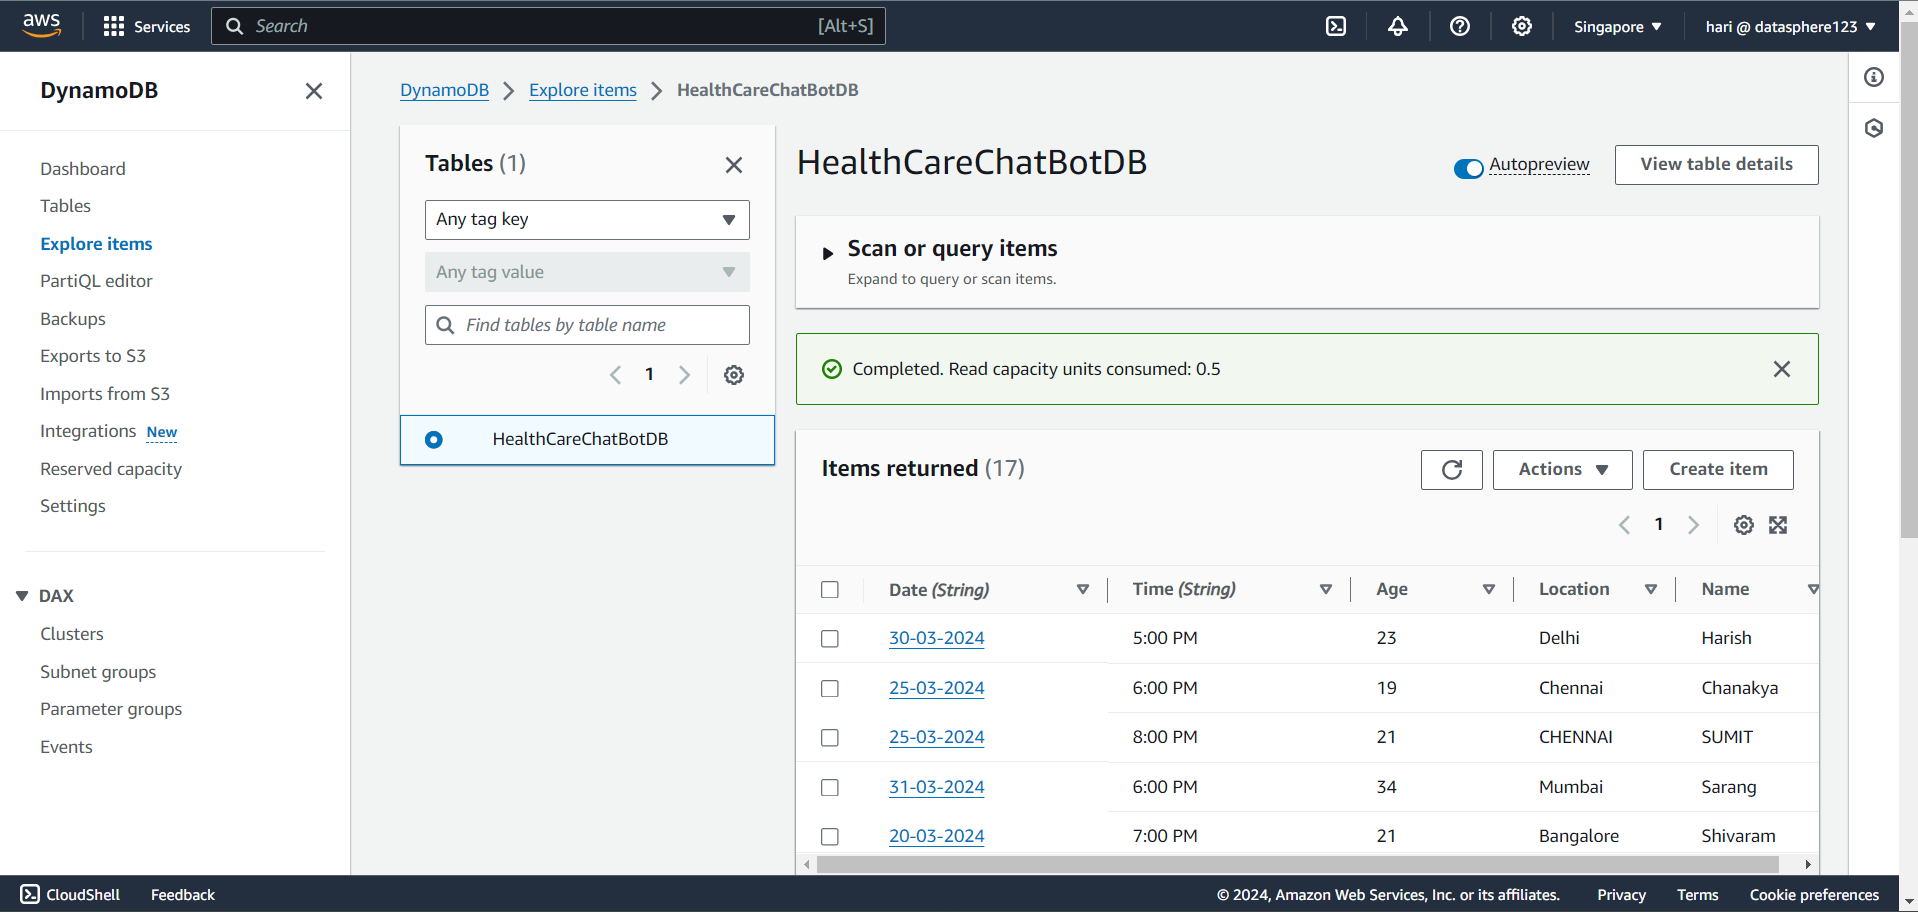 aws
Services
Search
[Alt+S]
Singapore
hari @ datasphere123
DynamoDB
Dashboard
Tables
Explore items
PartiQL editor
Backups
Exports to S3
Imports from S3
Integrations New
Reserved capacity
Settings
DAX
Clusters
Subnet groups
Parameter groups
Events
DynamoDB
Explore items
HealthCareChatBotDB
Tables (1)
Any tag key
Any tag value
Find tables by table name
1
HealthCareChatBotDB
HealthCareChatBotDB
Autopreview
View table details
Scan or query items
Expand to query or scan items.
Completed. Read capacity units consumed: 0.5
Items returned (17)
Actions
Create item
1
Date (String) Time (String) Age Location Name
30-03-2024 5:00 PM 23 Delhi Harish
25-03-2024 6:00 PM 19 Chennai Chanakya
25-03-2024 8:00 PM 21 CHENNAI SUMIT
31-03-2024 6:00 PM 34 Mumbai Sarang
20-03-2024 7:00 PM 21 Bangalore Shivaram
CloudShell
Feedback
© 2024, Amazon Web Services, Inc. or its affiliates.
Privacy
Terms
Cookie preferences